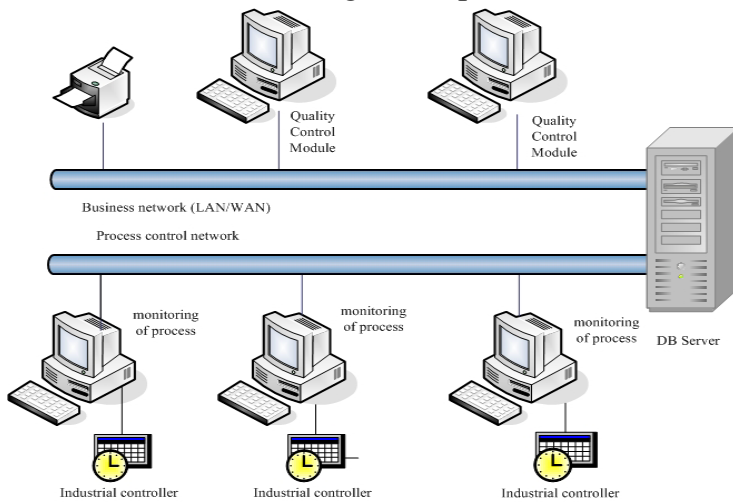 Quality
Control
Module
Quality
Control
Module
Business network (LAN/WAN)
Process control network
monitoring
of process
monitoring
of process
monitoring
of process
DB Server
Industrial controller
Industrial controller
Industrial controller